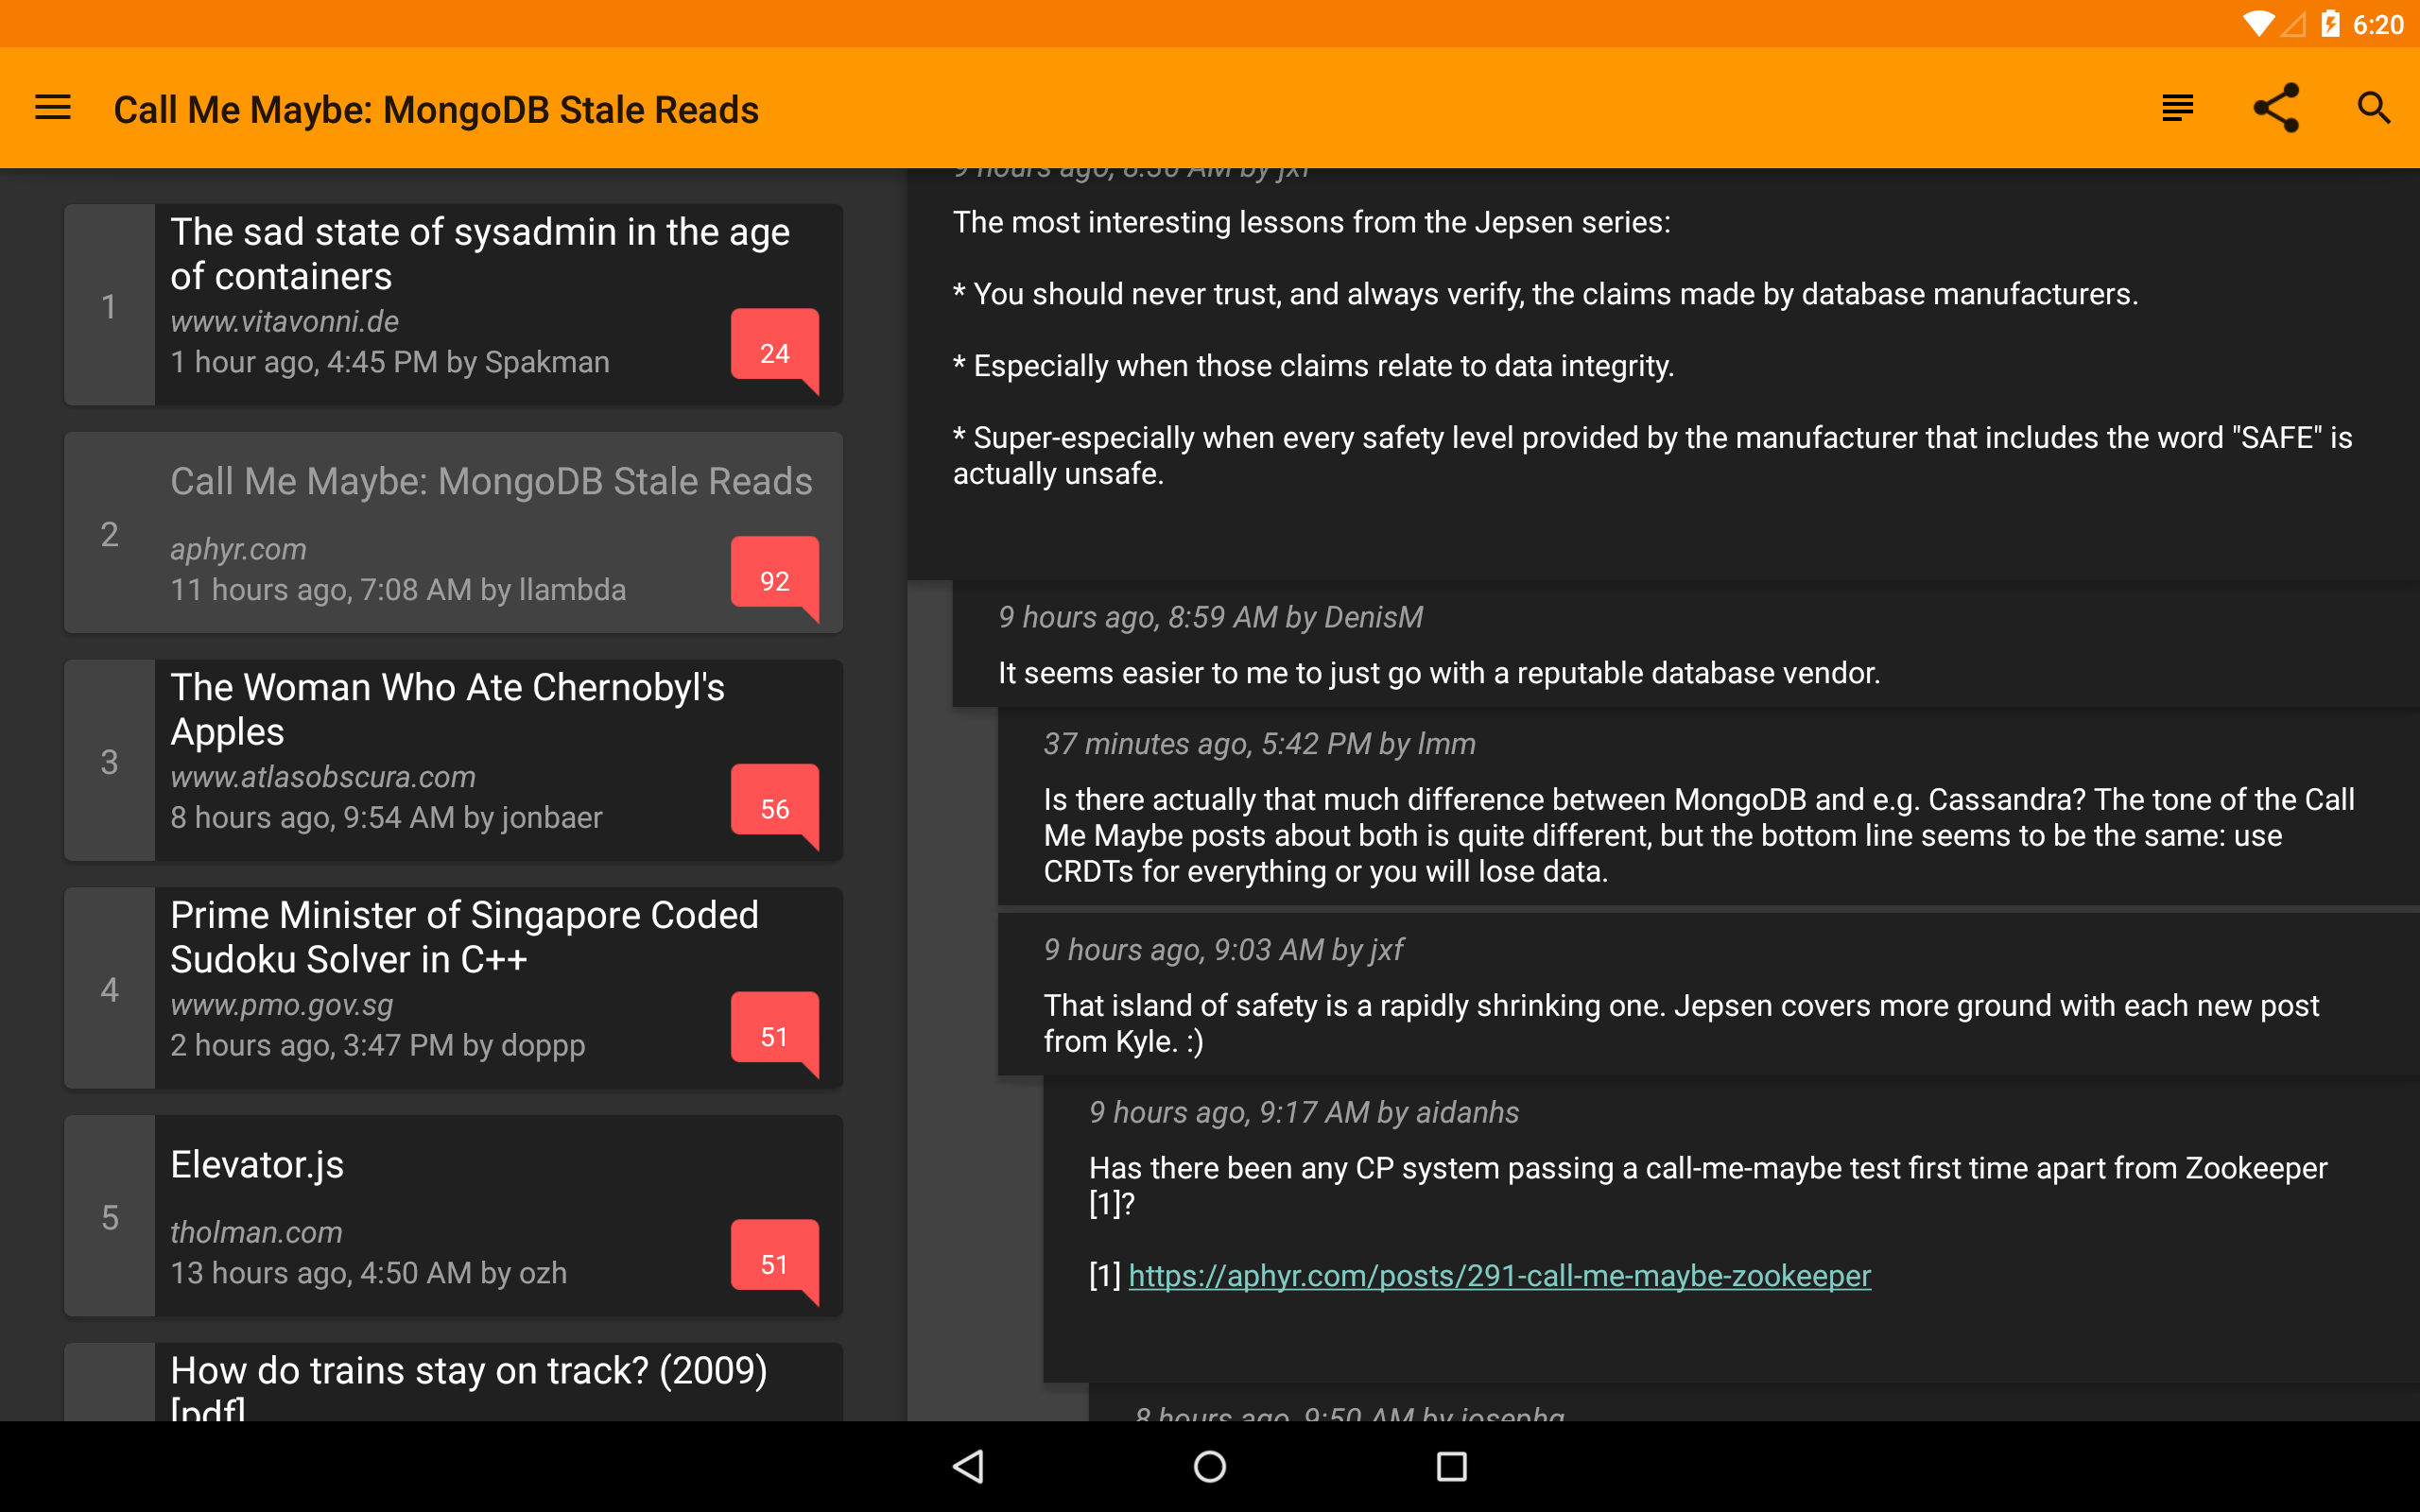 6:20
Call Me Maybe: MongoDB Stale Reads
1
The sad state of sysadmin in the age
of containers
www.vitavonni.de
1 hour ago, 4:45 PM by Spakman
24
2
Call Me Maybe: MongoDB Stale Reads
aphyr.com
11 hours ago, 7:08 AM by llambda
92
3
The Woman Who Ate Chernobyl's
Apples
www.atlasobscura.com
8 hours ago, 9:54 AM by jonbaer
56
4
Prime Minister of Singapore Coded
Sudoku Solver in C++
www.pmo.gov.sg
2 hours ago, 3:47 PM by doppp
51
5
Elevator.js
tholman.com
13 hours ago, 4:50 AM by ozh
51
How do trains stay on track? (2009)
[pdf]
9 hours ago, 8:30 AM by jxf
The most interesting lessons from the Jepsen series:
* You should never trust, and always verify, the claims made by database manufacturers.
* Especially when those claims relate to data integrity.
* Super-especially when every safety level provided by the manufacturer that includes the word "SAFE" is
actually unsafe.
9 hours ago, 8:59 AM by DenisM
It seems easier to me to just go with a reputable database vendor.
37 minutes ago, 5:42 PM by lmm
Is there actually that much difference between MongoDB and e.g. Cassandra? The tone of the Call
Me Maybe posts about both is quite different, but the bottom line seems to be the same: use
CRDTs for everything or you will lose data.
9 hours ago, 9:03 AM by jxf
That island of safety is a rapidly shrinking one. Jepsen covers more ground with each new post
from Kyle. :)
9 hours ago, 9:17 AM by aidanhs
Has there been any CP system passing a call-me-maybe test first time apart from Zookeeper
[1]?
[1] https://aphyr.com/posts/291-call-me-maybe-zookeeper
8 hours ago, 9:50 AM by josephg